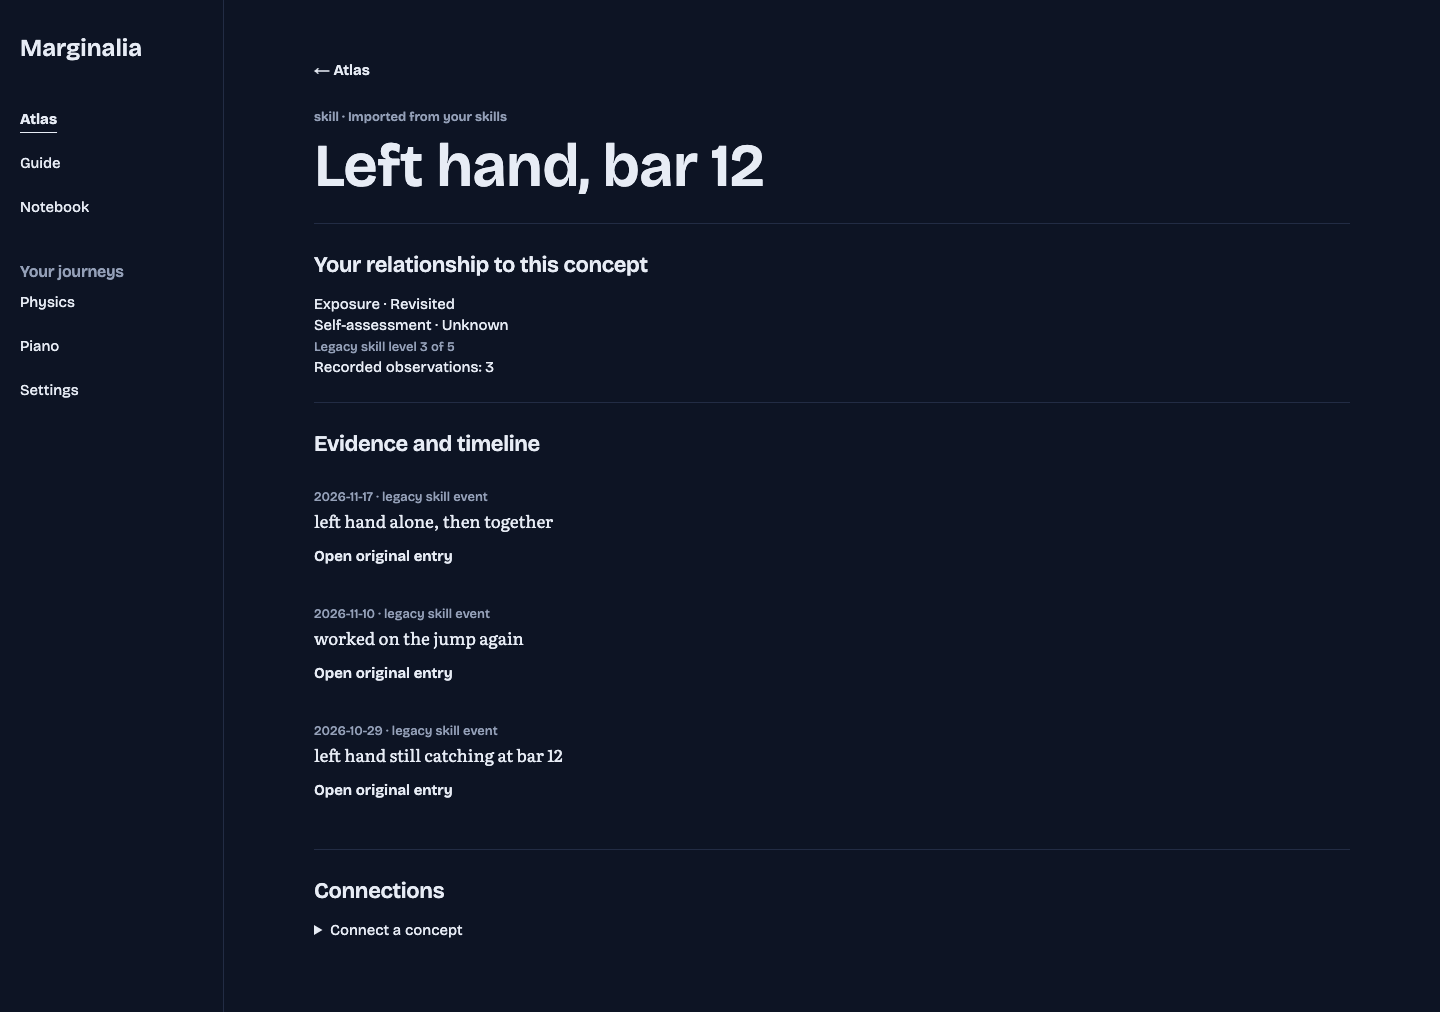 Marginalia
Atlas
Guide
Notebook
Your journeys
Physics
Piano
Settings
← Atlas
skill · Imported from your skills
Left hand, bar 12
Your relationship to this concept
Exposure · Revisited
Self-assessment · Unknown
Legacy skill level 3 of 5
Recorded observations: 3
Evidence and timeline
2026-11-17 · legacy skill event
left hand alone, then together
Open original entry
2026-11-10 · legacy skill event
worked on the jump again
Open original entry
2026-10-29 · legacy skill event
left hand still catching at bar 12
Open original entry
Connections
▶ Connect a concept